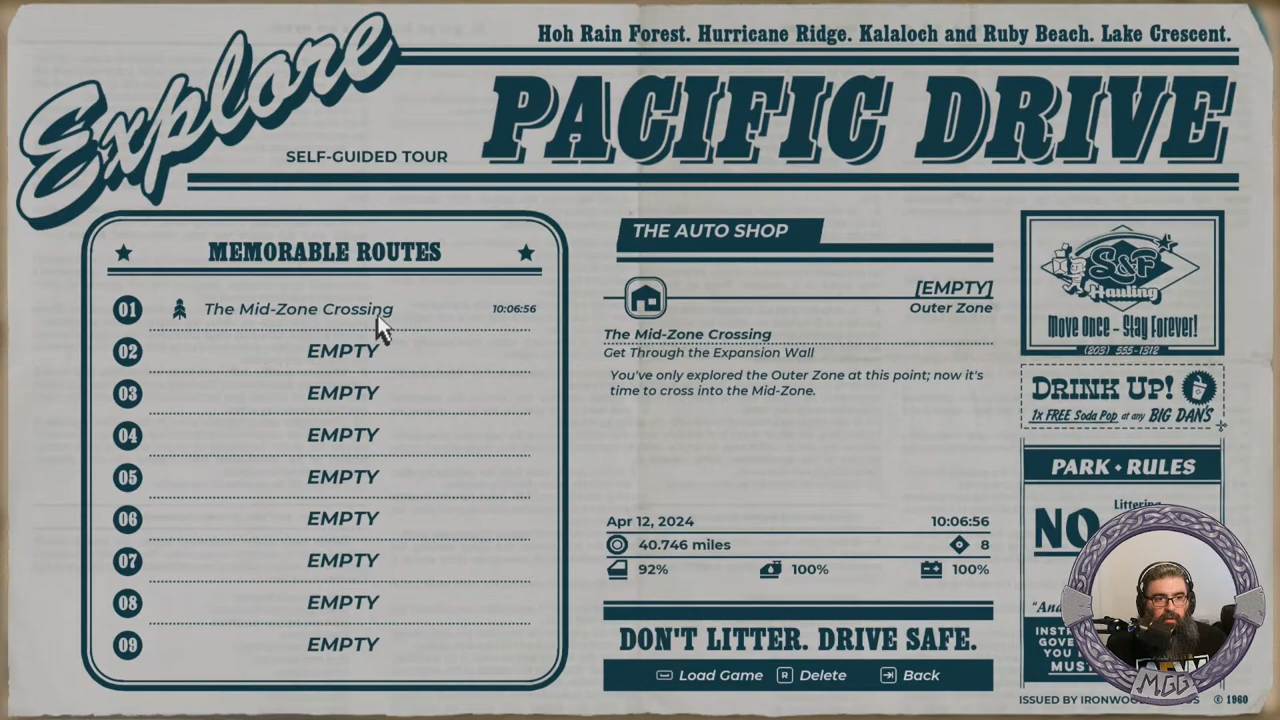 Explore
Hoh Rain Forest. Hurricane Ridge. Kalaloch and Ruby Beach. Lake Crescent.
PACIFIC DRIVE
SELF-GUIDED TOUR
MEMORABLE ROUTES
01 The Mid-Zone Crossing 10:06:56
02 EMPTY
03 EMPTY
04 EMPTY
05 EMPTY
06 EMPTY
07 EMPTY
08 EMPTY
09 EMPTY
THE AUTO SHOP
[EMPTY]
Outer Zone
The Mid-Zone Crossing
Get Through the Expansion Wall
You've only explored the Outer Zone at this point; now it's
time to cross into the Mid-Zone.
Apr 12, 2024 10:06:56
40.746 miles 8
92% 100% 100%
DON'T LITTER. DRIVE SAFE.
Load Game R Delete Back
S&F
Hauling
Move Once - Stay Forever!
(203) 555-1312
DRINK UP!
1x FREE Soda Pop at any BIG DAN'S
PARK • RULES
Littering
NO
INST
GOVE
YOU
MUST
MGG
ISSUED BY IRONWOO © 1960